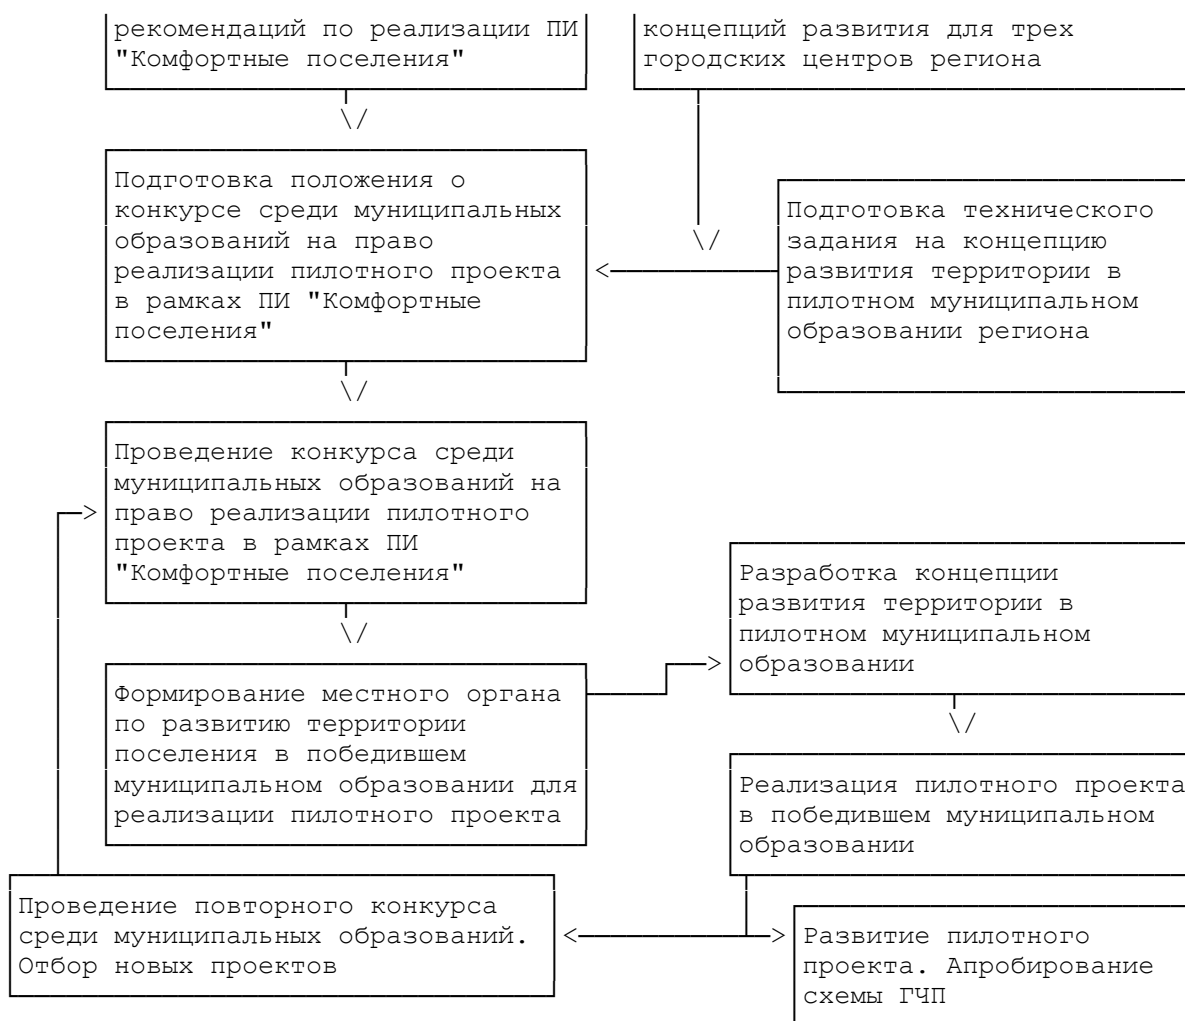 рекомендаций по реализации ПИ
"Комфортные поселения"
концепций развития для трех
городских центров региона
Подготовка положения о
конкурсе среди муниципальных
образований на право
реализации пилотного проекта
в рамках ПИ "Комфортные
поселения"
Подготовка технического
задания на концепцию
развития территории в
пилотном муниципальном
образовании региона
Проведение конкурса среди
муниципальных образований на
право реализации пилотного
проекта в рамках ПИ
"Комфортные поселения"
Разработка концепции
развития территории в
пилотном муниципальном
образовании
Формирование местного органа
по развитию территории
поселения в победившем
муниципальном образовании для
реализации пилотного проекта
Реализация пилотного проекта
в победившем муниципальном
образовании
Проведение повторного конкурса
среди муниципальных образований.
Отбор новых проектов
Развитие пилотного
проекта. Апробирование
схемы ГЧП